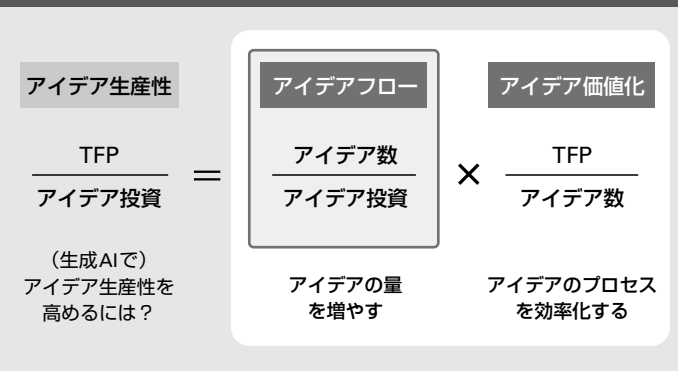 アイデア生産性
TFP
アイデア投資
=
アイデアフロー
アイデア数
アイデア投資
×
アイデア価値化
TFP
アイデア数
（生成AIで）
アイデア生産性を
高めるには？
アイデアの量
を増やす
アイデアのプロセス
を効率化する